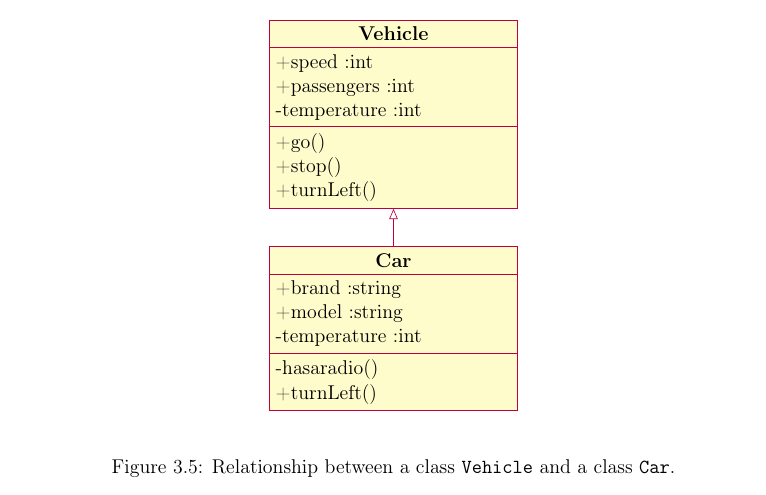 Vehicle
+speed :int
+passengers :int
-temperature :int
+go()
+stop()
+turnLeft()
Car
+brand :string
+model :string
-temperature :int
-hasaradio()
+turnLeft()
Figure 3.5: Relationship between a class Vehicle and a class Car.